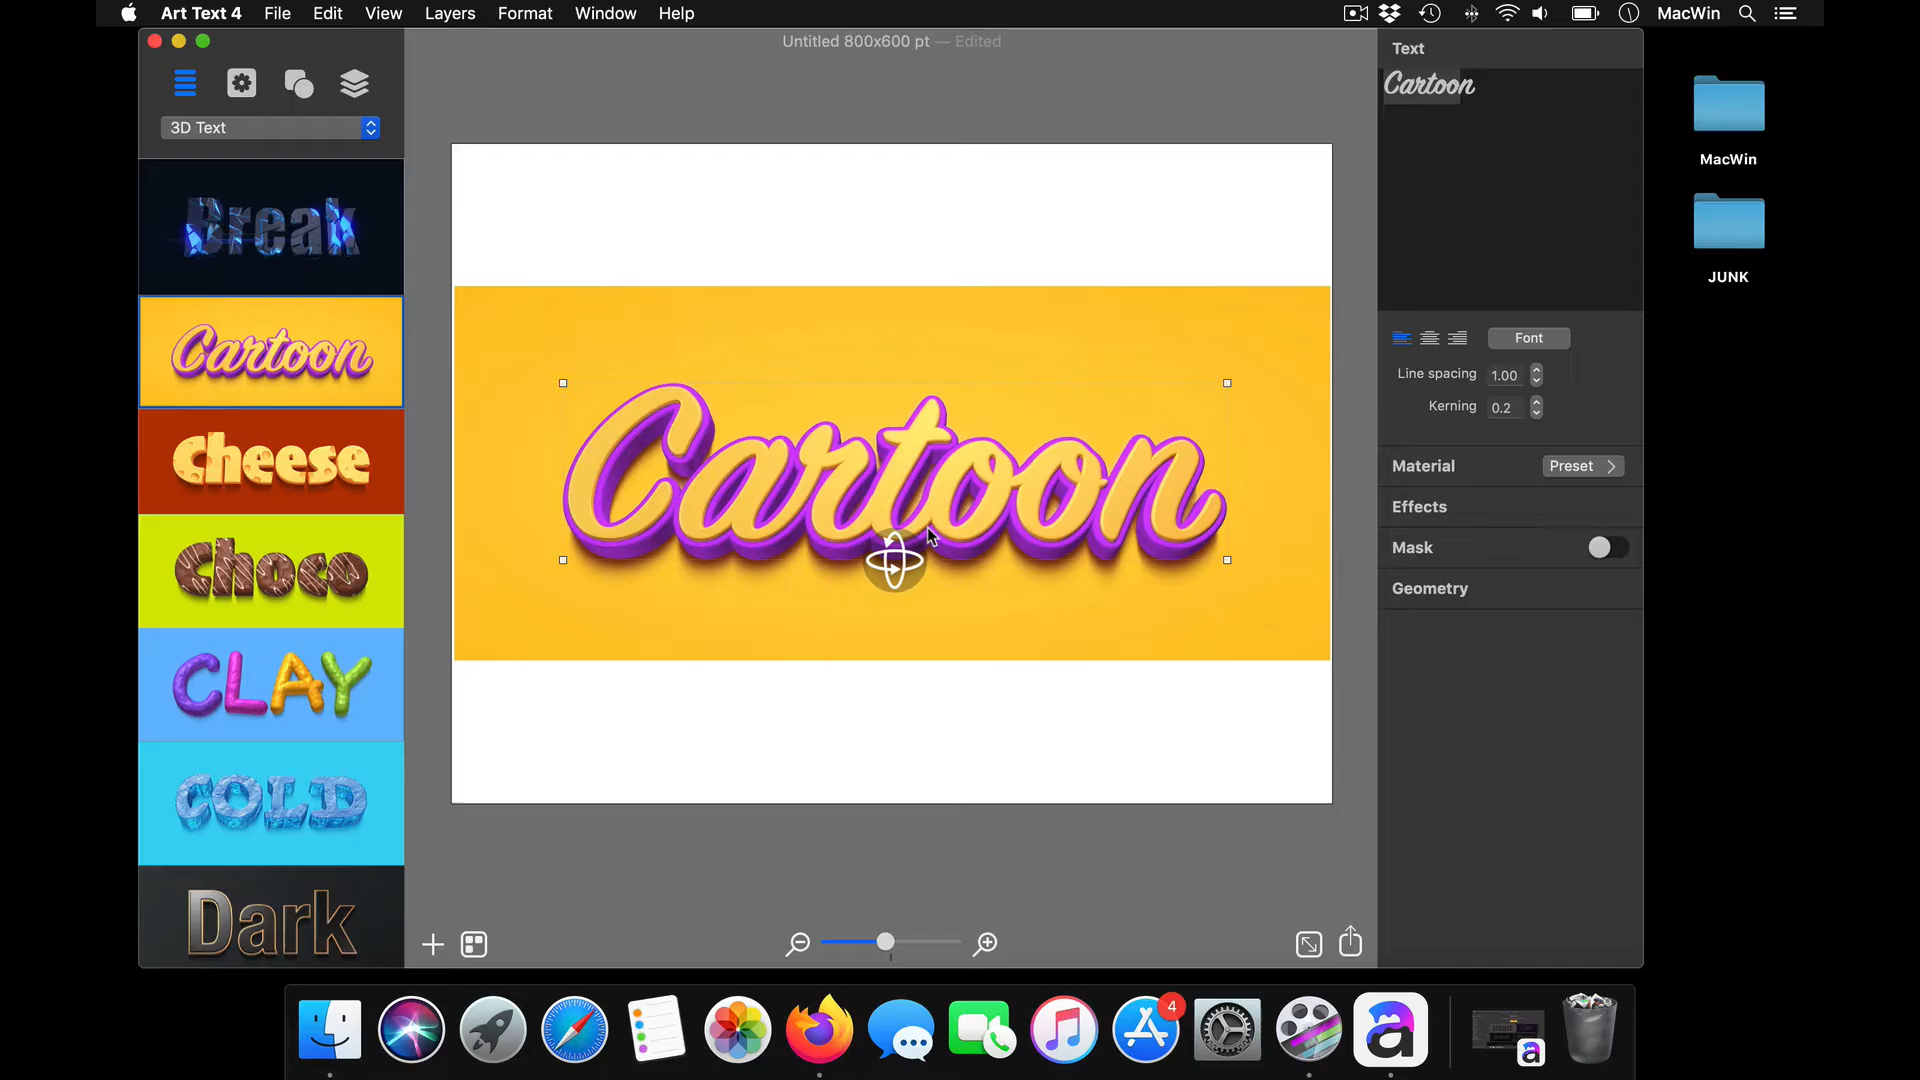 Art Text 4 File Edit View Layers Format Window Help MacWin
Untitled 800x600 pt — Edited
3D Text
Break
Cartoon
Cheese
Choco
CLAY
COLD
Dark
Cartoon
Text
Cartoon
Font
Line spacing 1.00
Kerning 0.2
Material Preset
Effects
Mask
Geometry
MacWin
JUNK
4